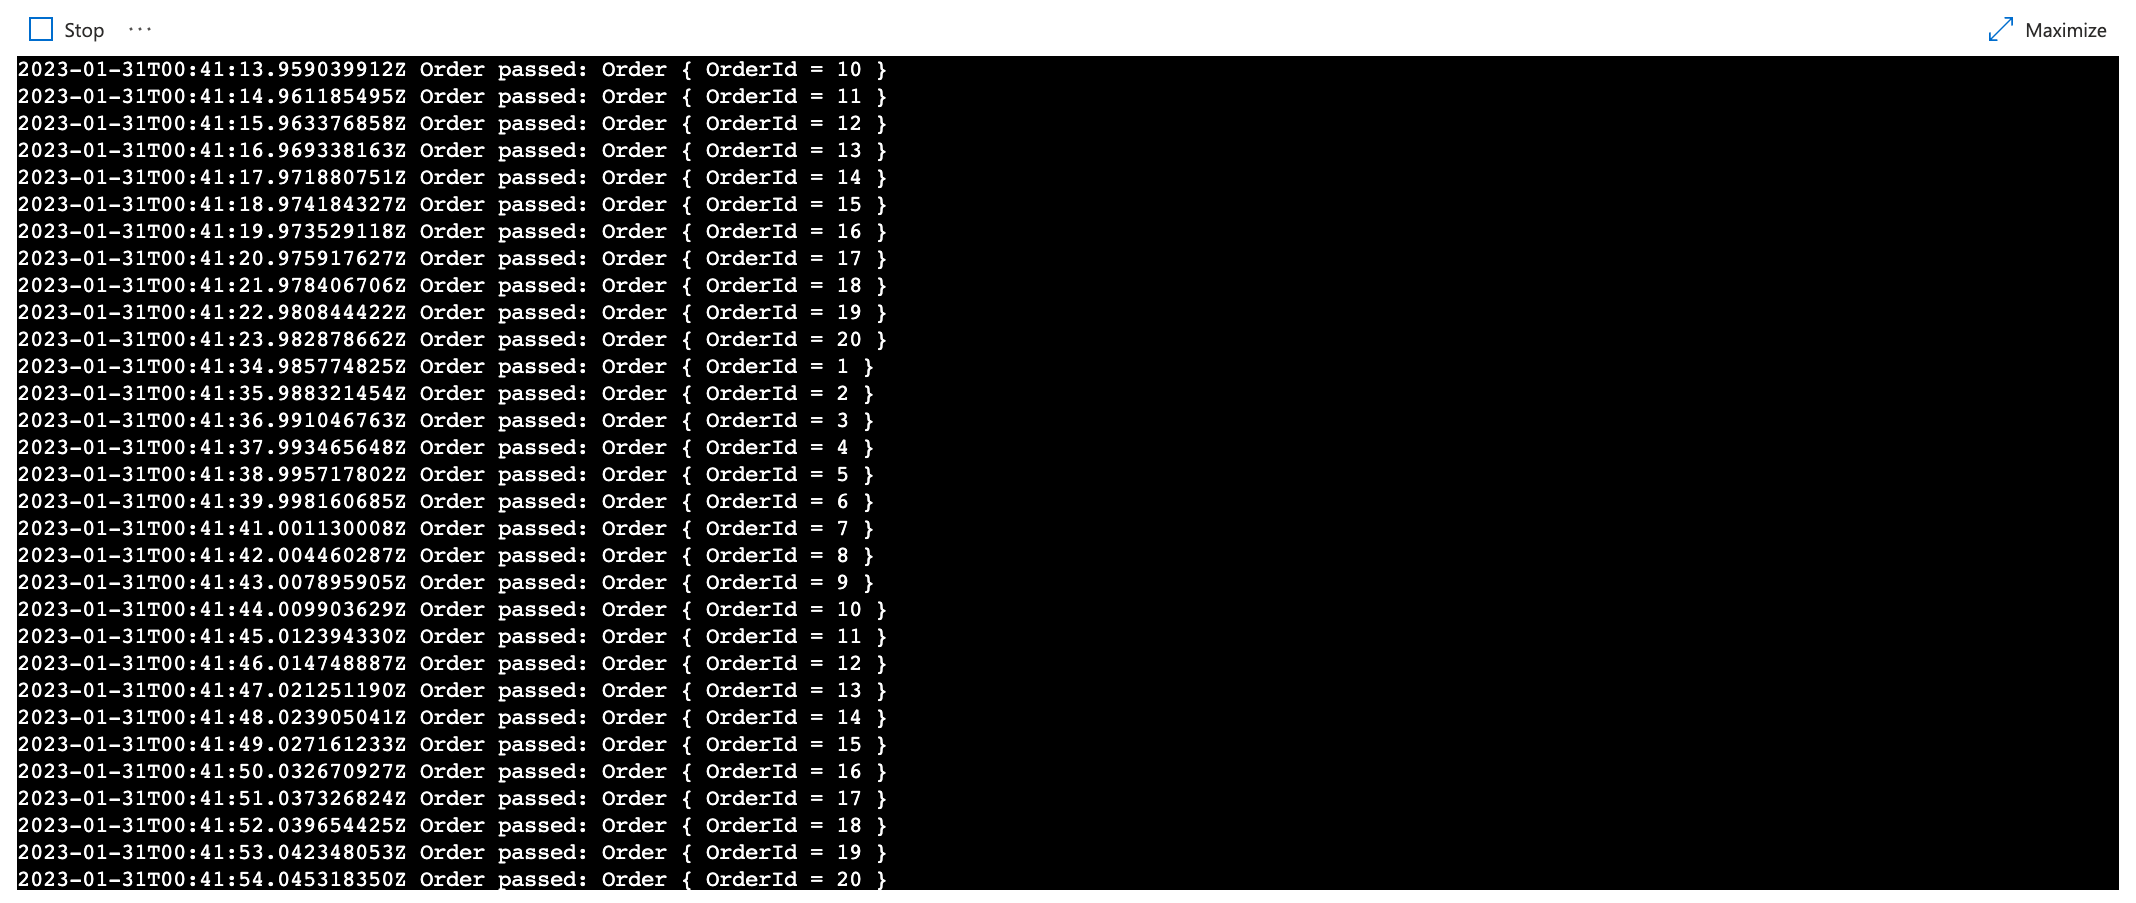 Stop ··· Maximize
2023-01-31T00:41:13.959039912Z Order passed: Order { OrderId = 10 }
2023-01-31T00:41:14.961185495Z Order passed: Order { OrderId = 11 }
2023-01-31T00:41:15.963376858Z Order passed: Order { OrderId = 12 }
2023-01-31T00:41:16.969338163Z Order passed: Order { OrderId = 13 }
2023-01-31T00:41:17.971880751Z Order passed: Order { OrderId = 14 }
2023-01-31T00:41:18.974184327Z Order passed: Order { OrderId = 15 }
2023-01-31T00:41:19.973529118Z Order passed: Order { OrderId = 16 }
2023-01-31T00:41:20.975917627Z Order passed: Order { OrderId = 17 }
2023-01-31T00:41:21.978406706Z Order passed: Order { OrderId = 18 }
2023-01-31T00:41:22.980844422Z Order passed: Order { OrderId = 19 }
2023-01-31T00:41:23.982878662Z Order passed: Order { OrderId = 20 }
2023-01-31T00:41:34.985774825Z Order passed: Order { OrderId = 1 }
2023-01-31T00:41:35.988321454Z Order passed: Order { OrderId = 2 }
2023-01-31T00:41:36.991046763Z Order passed: Order { OrderId = 3 }
2023-01-31T00:41:37.993465648Z Order passed: Order { OrderId = 4 }
2023-01-31T00:41:38.995717802Z Order passed: Order { OrderId = 5 }
2023-01-31T00:41:39.998160685Z Order passed: Order { OrderId = 6 }
2023-01-31T00:41:41.001130008Z Order passed: Order { OrderId = 7 }
2023-01-31T00:41:42.004460287Z Order passed: Order { OrderId = 8 }
2023-01-31T00:41:43.007895905Z Order passed: Order { OrderId = 9 }
2023-01-31T00:41:44.009903629Z Order passed: Order { OrderId = 10 }
2023-01-31T00:41:45.012394330Z Order passed: Order { OrderId = 11 }
2023-01-31T00:41:46.014748887Z Order passed: Order { OrderId = 12 }
2023-01-31T00:41:47.021251190Z Order passed: Order { OrderId = 13 }
2023-01-31T00:41:48.023905041Z Order passed: Order { OrderId = 14 }
2023-01-31T00:41:49.027161233Z Order passed: Order { OrderId = 15 }
2023-01-31T00:41:50.032670927Z Order passed: Order { OrderId = 16 }
2023-01-31T00:41:51.037326824Z Order passed: Order { OrderId = 17 }
2023-01-31T00:41:52.039654425Z Order passed: Order { OrderId = 18 }
2023-01-31T00:41:53.042348053Z Order passed: Order { OrderId = 19 }
2023-01-31T00:41:54.045318350Z Order passed: Order { OrderId = 20 }